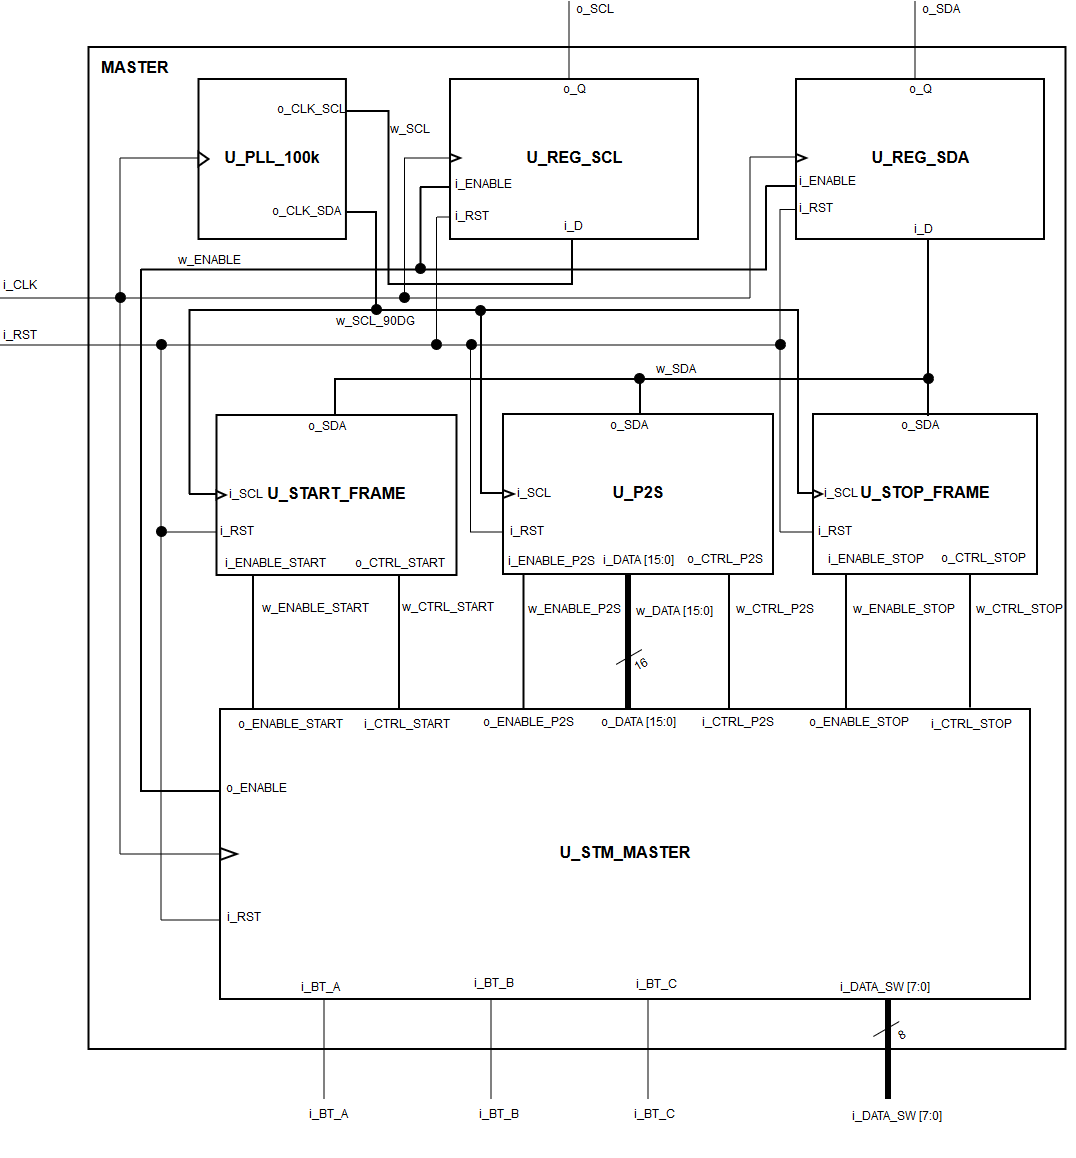 o_SCL
o_SDA
MASTER
o_Q
o_Q
o_CLK_SCL
w_SCL
U_PLL_100k
U_REG_SCL
U_REG_SDA
i_ENABLE
i_ENABLE
o_CLK_SDA
i_RST
i_RST
i_D
i_D
w_ENABLE
i_CLK
w_SCL_90DG
i_RST
w_SDA
o_SDA
o_SDA
o_SDA
i_SCL
U_START_FRAME
i_SCL
U_P2S
i_SCL
U_STOP_FRAME
i_RST
i_RST
i_RST
i_ENABLE_START
o_CTRL_START
i_ENABLE_P2S
i_DATA [15:0]
o_CTRL_P2S
i_ENABLE_STOP
o_CTRL_STOP
w_ENABLE_START
w_CTRL_START
w_ENABLE_P2S
w_DATA [15:0]
w_CTRL_P2S
w_ENABLE_STOP
w_CTRL_STOP
16
o_ENABLE_START
i_CTRL_START
o_ENABLE_P2S
o_DATA [15:0]
i_CTRL_P2S
o_ENABLE_STOP
i_CTRL_STOP
o_ENABLE
U_STM_MASTER
i_RST
i_BT_A
i_BT_B
i_BT_C
i_DATA_SW [7:0]
8
i_BT_A
i_BT_B
i_BT_C
i_DATA_SW [7:0]